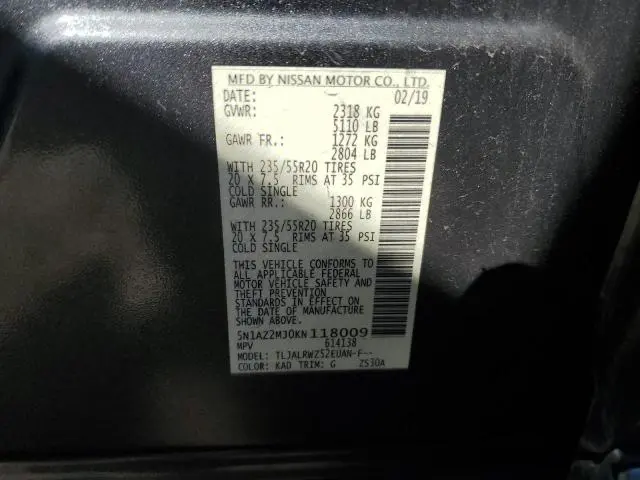 MFD BY NISSAN MOTOR CO., LTD.
DATE: 02/19
GVWR: 2318 KG
5110 LB
GAWR FR.: 1272 KG
2804 LB
WITH 235/55R20 TIRES
20 X 7.5 RIMS AT 35 PSI
COLD SINGLE
GAWR RR.: 1300 KG
2866 LB
WITH 235/55R20 TIRES
20 X 7.5 RIMS AT 35 PSI
COLD SINGLE
THIS VEHICLE CONFORMS TO
ALL APPLICABLE FEDERAL
MOTOR VEHICLE SAFETY AND
THEFT PREVENTION
STANDARDS IN EFFECT ON
THE DATE OF MANUFACTURE
SHOWN ABOVE.
5N1AZ2MJ0KN118009
MPV 614138
MODEL: TLJALRWZ52EUAN-F--
COLOR: KAD TRIM: G ZS30A